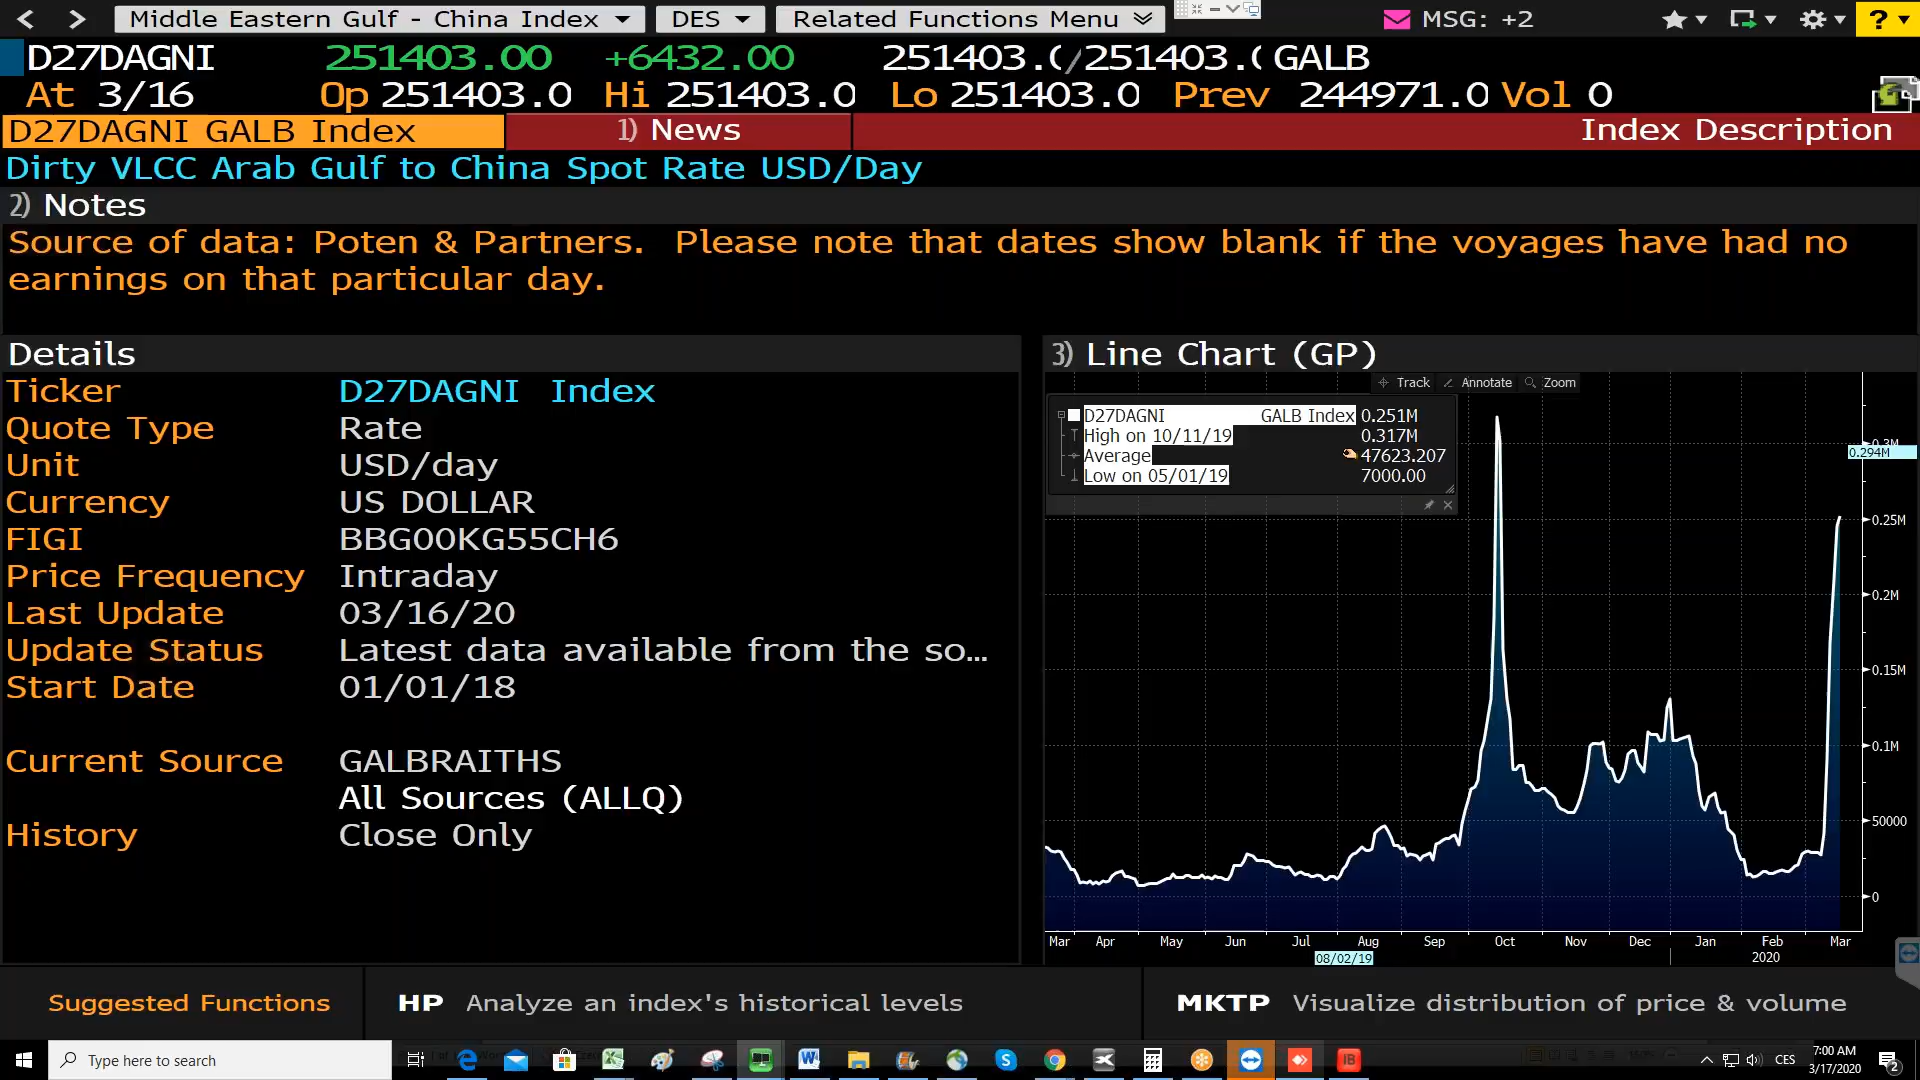 Middle Eastern Gulf - China Index DES Related Functions Menu MSG: +2
D27DAGNI 251403.00 +6432.00 251403.0/251403.0 GALB
At 3/16 Op 251403.0 Hi 251403.0 Lo 251403.0 Prev 244971.0 Vol 0
D27DAGNI GALB Index 1) News Index Description
Dirty VLCC Arab Gulf to China Spot Rate USD/Day
2) Notes
Source of data: Poten & Partners. Please note that dates show blank if the voyages have had no
earnings on that particular day.
Details
Ticker D27DAGNI Index
Quote Type Rate
Unit USD/day
Currency US DOLLAR
FIGI BBG00KG55CH6
Price Frequency Intraday
Last Update 03/16/20
Update Status Latest data available from the so...
Start Date 01/01/18
Current Source GALBRAITHS
All Sources (ALLQ)
History Close Only
3) Line Chart (GP)
Track Annotate Zoom
D27DAGNI GALB Index 0.251M
High on 10/11/19 0.317M
Average 47623.207
Low on 05/01/19 7000.00
0.3M
0.294M
0.25M
0.2M
0.15M
0.1M
50000
0
Mar Apr May Jun Jul Aug Sep Oct Nov Dec Jan Feb Mar
08/02/19 2020
Suggested Functions HP Analyze an index's historical levels MKTP Visualize distribution of price & volume
Type here to search
CES
7:00 AM
3/17/2020
2
IB